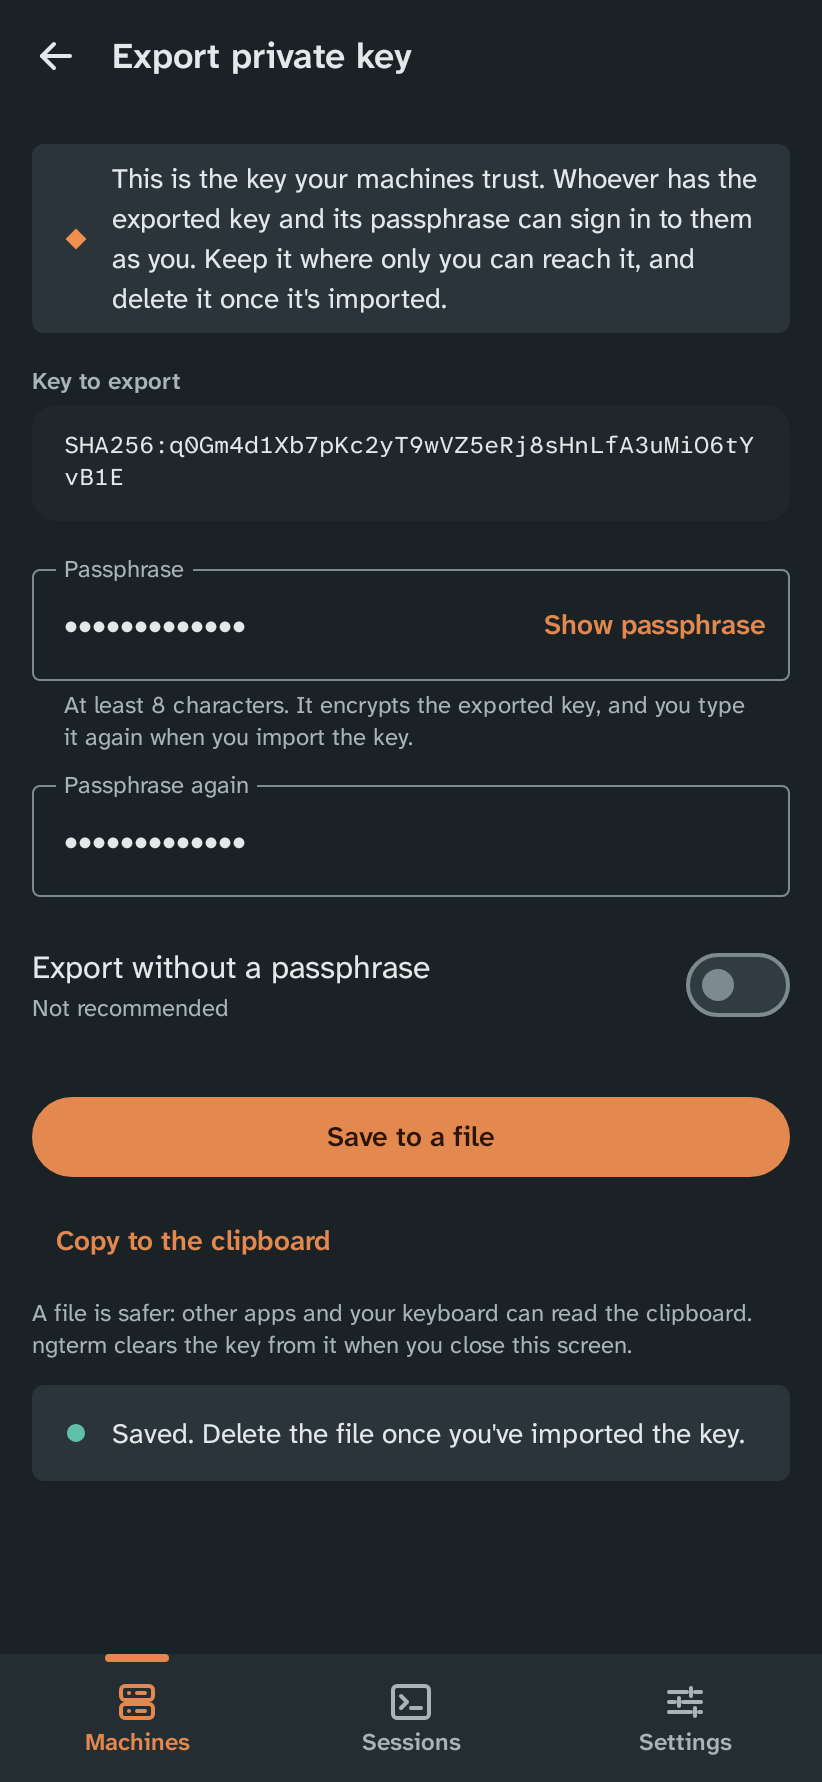 Export private key
This is the key your machines trust. Whoever has the
exported key and its passphrase can sign in to them
as you. Keep it where only you can reach it, and
delete it once it's imported.
Key to export
SHA256:q0Gm4d1Xb7pKc2yT9wVZ5eRj8sHnLfA3uMiO6tY
vB1E
Passphrase
•••••••••••••
Show passphrase
At least 8 characters. It encrypts the exported key, and you type
it again when you import the key.
Passphrase again
•••••••••••••
Export without a passphrase
Not recommended
Save to a file
Copy to the clipboard
A file is safer: other apps and your keyboard can read the clipboard.
ngterm clears the key from it when you close this screen.
Saved. Delete the file once you've imported the key.
Machines
Sessions
Settings